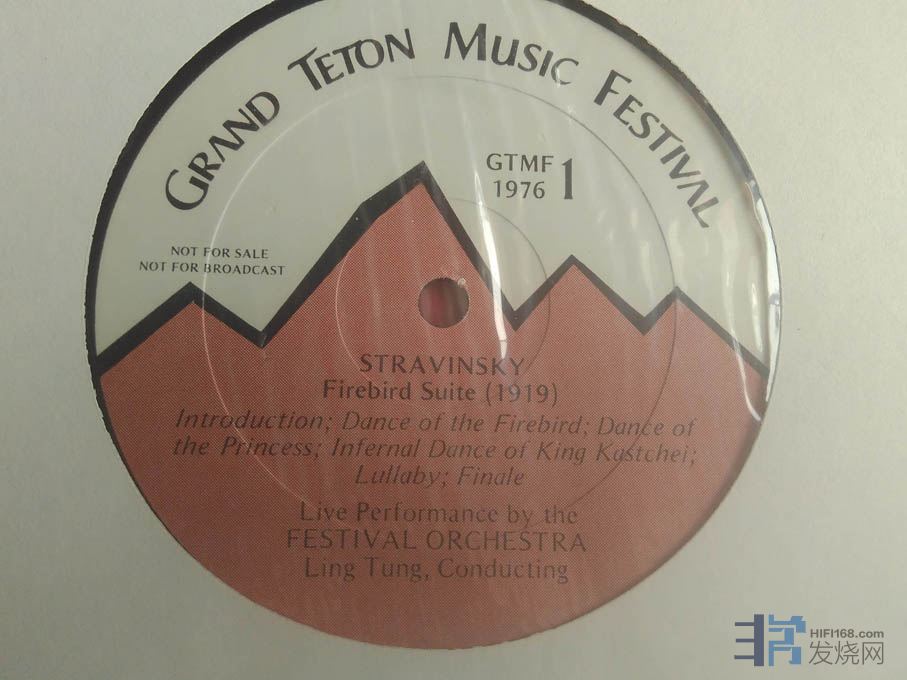 GRAND TETON MUSIC FESTIVAL
GTMF 1
1976
NOT FOR SALE
NOT FOR BROADCAST
STRAVINSKY
Firebird Suite (1919)
Introduction; Dance of the Firebird; Dance of
the Princess; Infernal Dance of King Kastchei;
Lullaby; Finale
Live Performance by the
FESTIVAL ORCHESTRA
Ling Tung, Conducting
HIFI168.com
发烧网